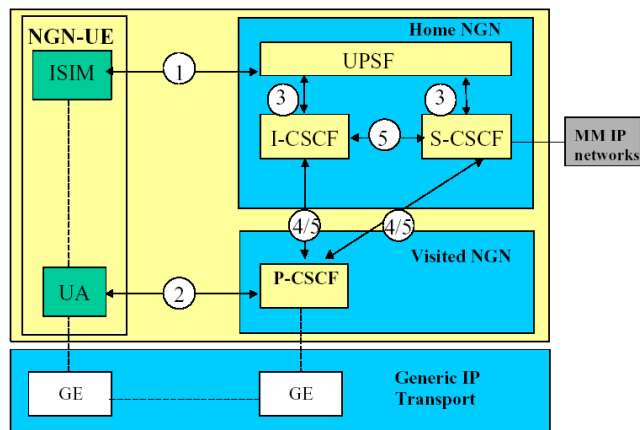 Home NGN
NGN-UE
ISIM
1
UPSF
3
3
I-CSCF
5
S-CSCF
MM IP
networks
4/5
4/5
Visited NGN
P-CSCF
UA
2
GE
GE
Generic IP
Transport